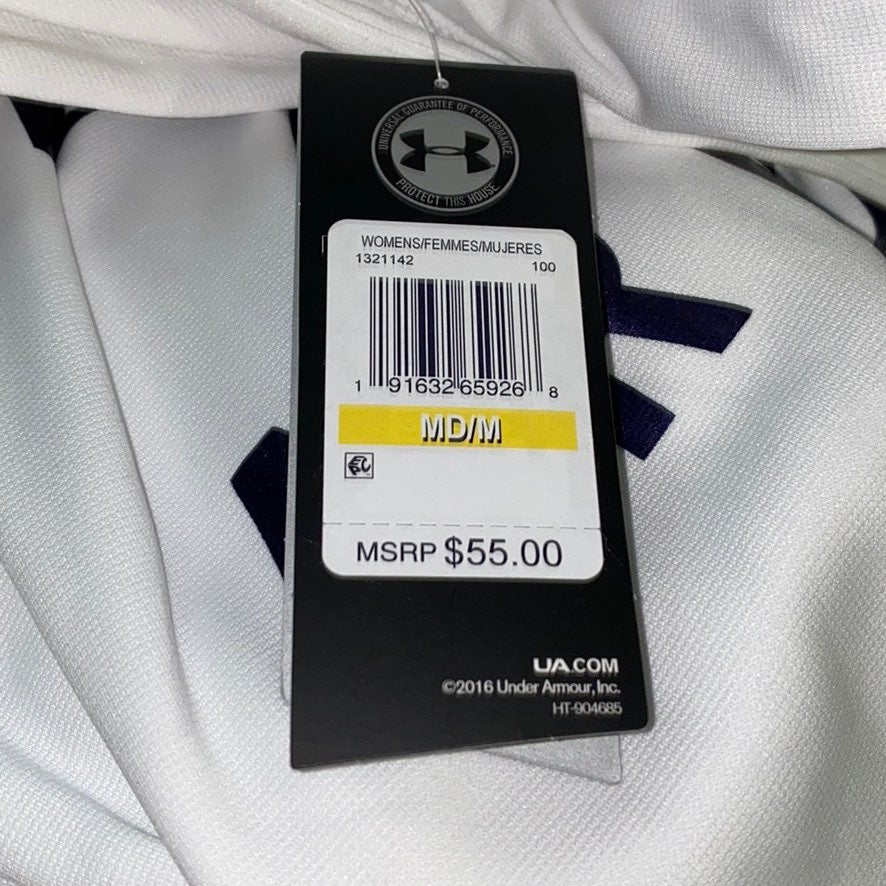 UNIVERSAL GUARANTEE OF PERFORMANCE.
PROTECT THIS HOUSE
WOMENS/FEMMES/MUJERES
1321142 100
1 91632 65926 8
MD/M
MSRP $55.00
UA.COM
©2016 Under Armour, Inc.
HT-904685